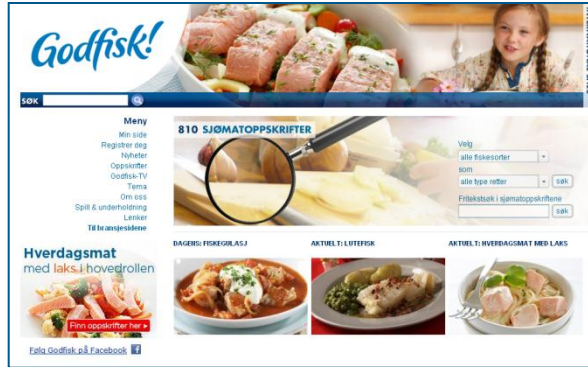 Godfisk!
SØK
Meny
Min side
Registrer deg
Nyheter
Oppskrifter
Godfisk-TV
Tema
Om oss
Spill & underholdning
Lenker
Til bransjesidene
810 SJØMATOPPSKRIFTER
Velg
alle fiskesorter
som
alle type retter
søk
Fritekstsøk i sjømatoppskriftene
søk
Hverdagsmat
med laks i hovedrollen
Finn oppskrifter her
Følg Godfisk på Facebook
DAGENS: FISKEGULASJ
AKTUELT: LUTEFISK
AKTUELT: HVERDAGSMAT MED LAKS